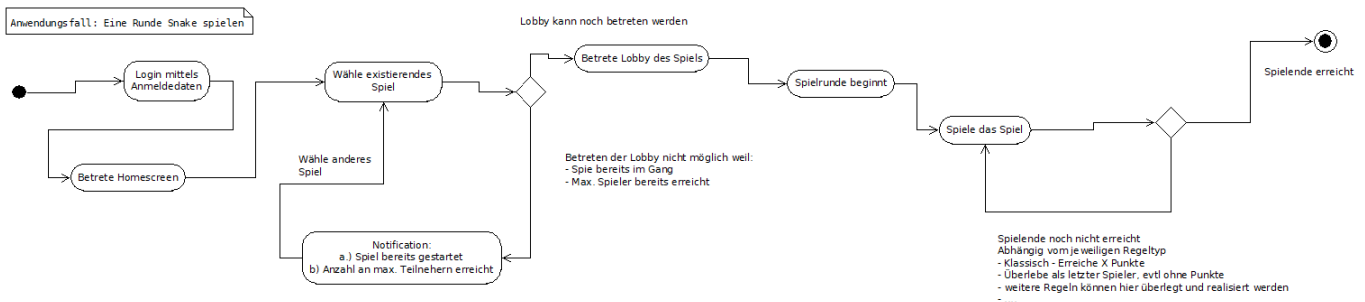 Anwendungsfall: Eine Runde Snake spielen
Lobby kann noch betreten werden
Login mittels
Anmeldedaten
Wähle existierendes
Spiel
Betrete Lobby des Spiels
Spielrunde beginnt
Spiele das Spiel
Spielende erreicht
Betrete Homescreen
Wähle anderes
Spiel
Betreten der Lobby nicht möglich weil:
- Spie bereits im Gang
- Max. Spieler bereits erreicht
Notification:
a.) Spiel bereits gestartet
b) Anzahl an max. Teilnehern erreicht
Spielende noch nicht erreicht
Abhängig vom jeweiligen Regeltyp
- Klassisch - Erreiche X Punkte
- Überlebe als letzter Spieler, evtl ohne Punkte
- weitere Regeln können hier überlegt und realisiert werden
- ...